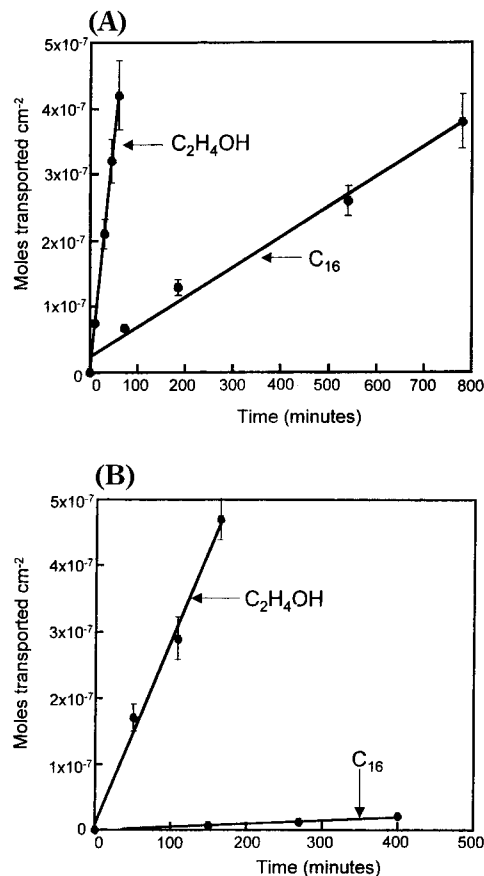 (A)
5x10⁻⁷
4x10⁻⁷
3x10⁻⁷
2x10⁻⁷
1x10⁻⁷
0
Moles transported cm⁻²
C₂H₄OH
C₁₆
0 100 200 300 400 500 600 700 800
Time (minutes)
(B)
5x10⁻⁷
4x10⁻⁷
3x10⁻⁷
2x10⁻⁷
1x10⁻⁷
0
Moles transported cm⁻²
C₂H₄OH
C₁₆
0 100 200 300 400 500
Time (minutes)